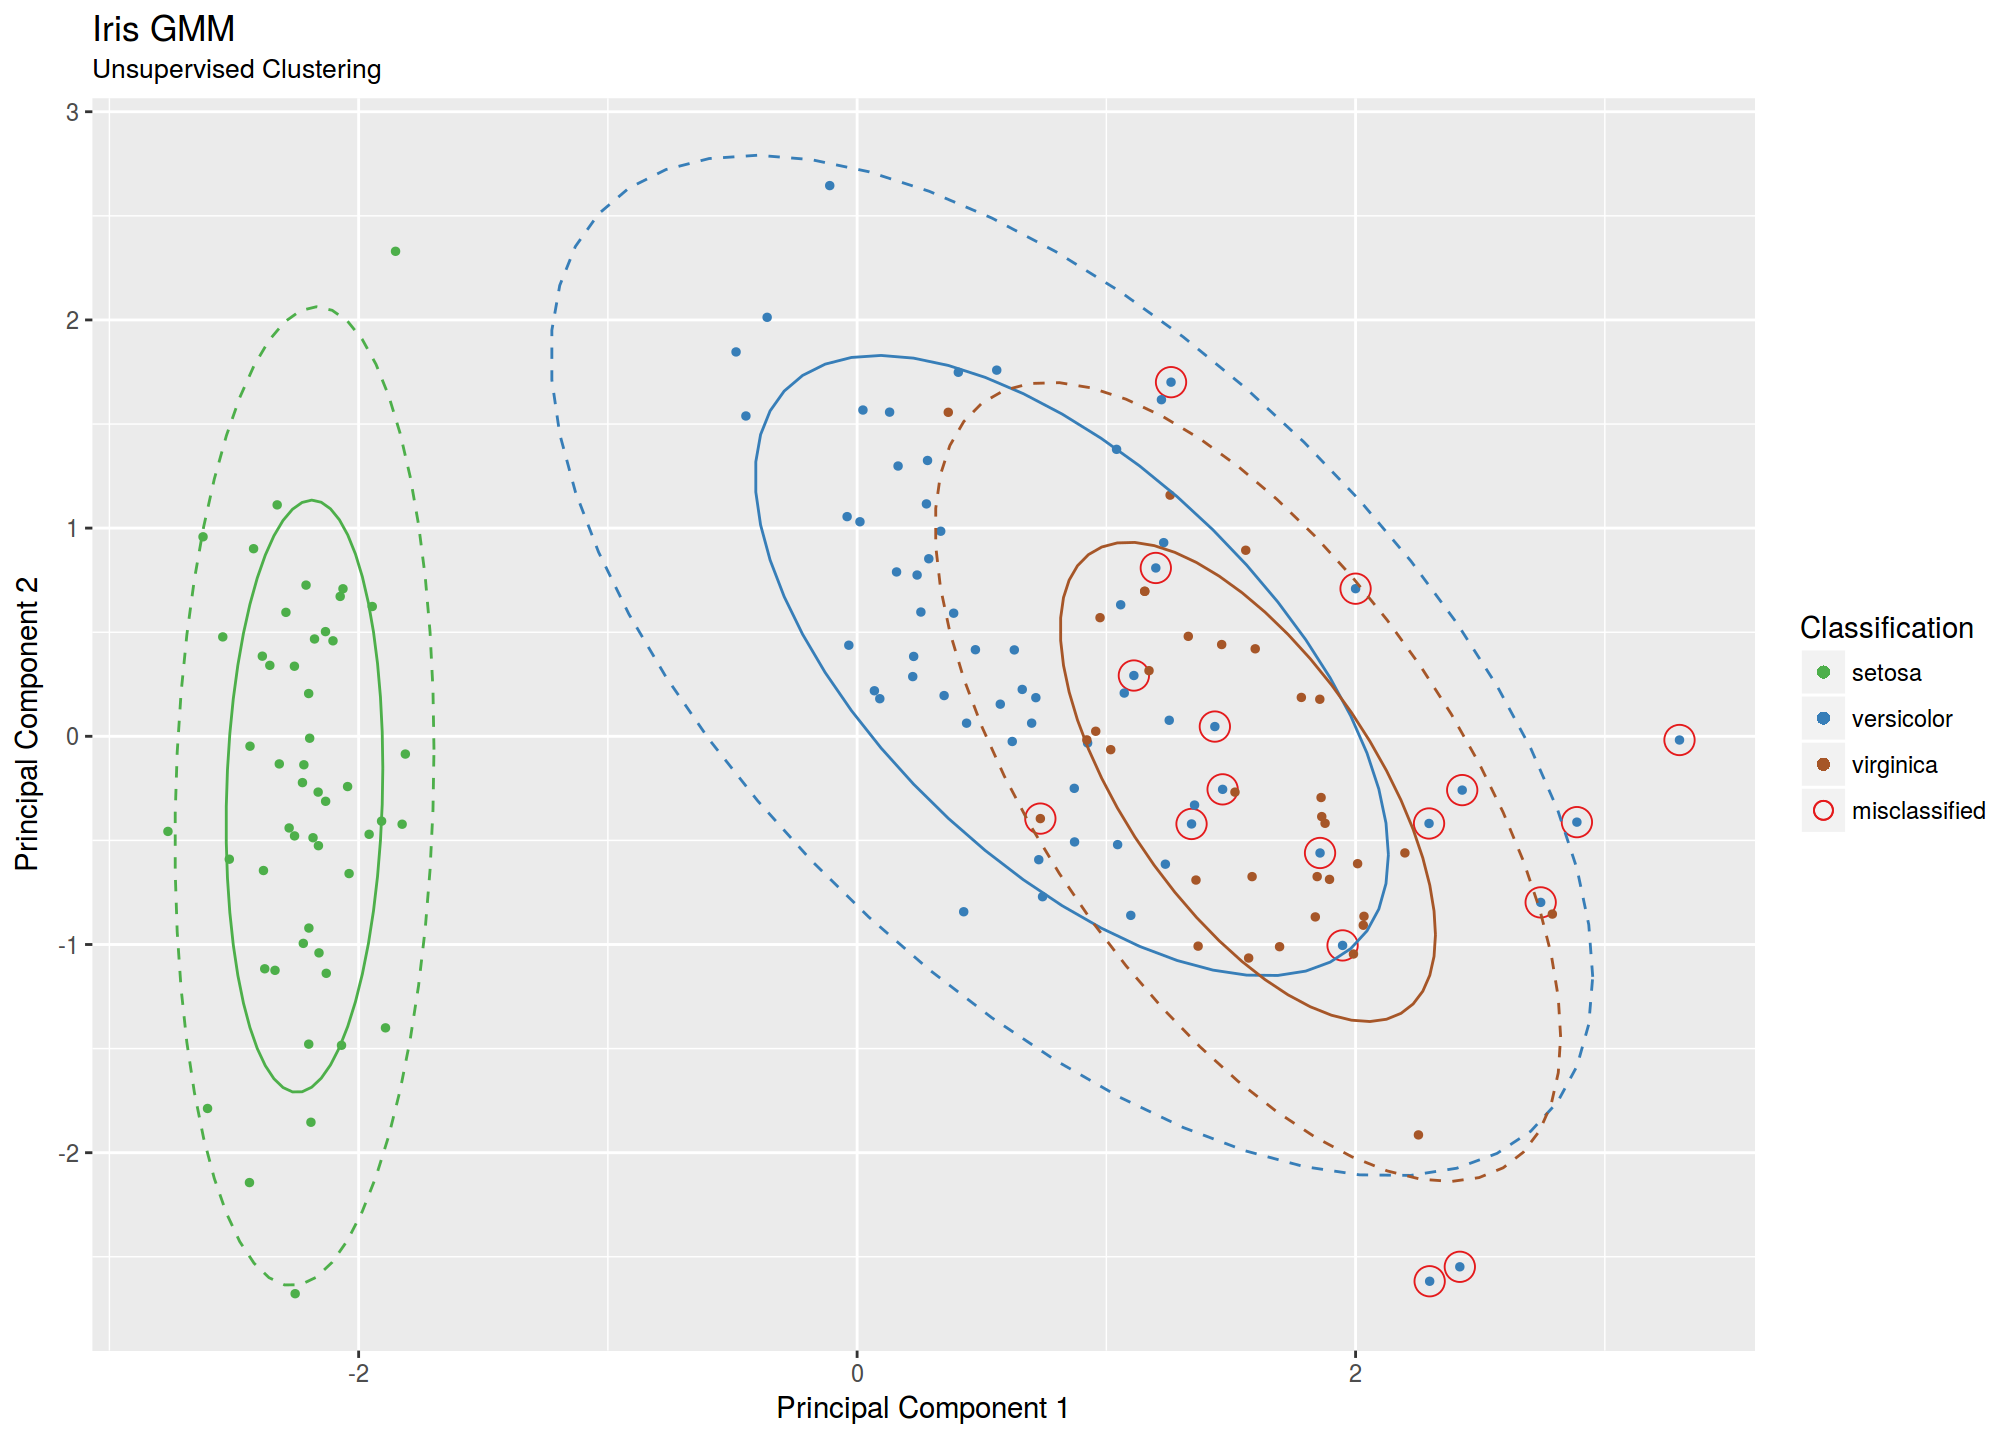 Iris GMM
Unsupervised Clustering
3
2
1
0
-1
-2
Principal Component 2
-2
0
2
Principal Component 1
Classification
setosa
versicolor
virginica
misclassified